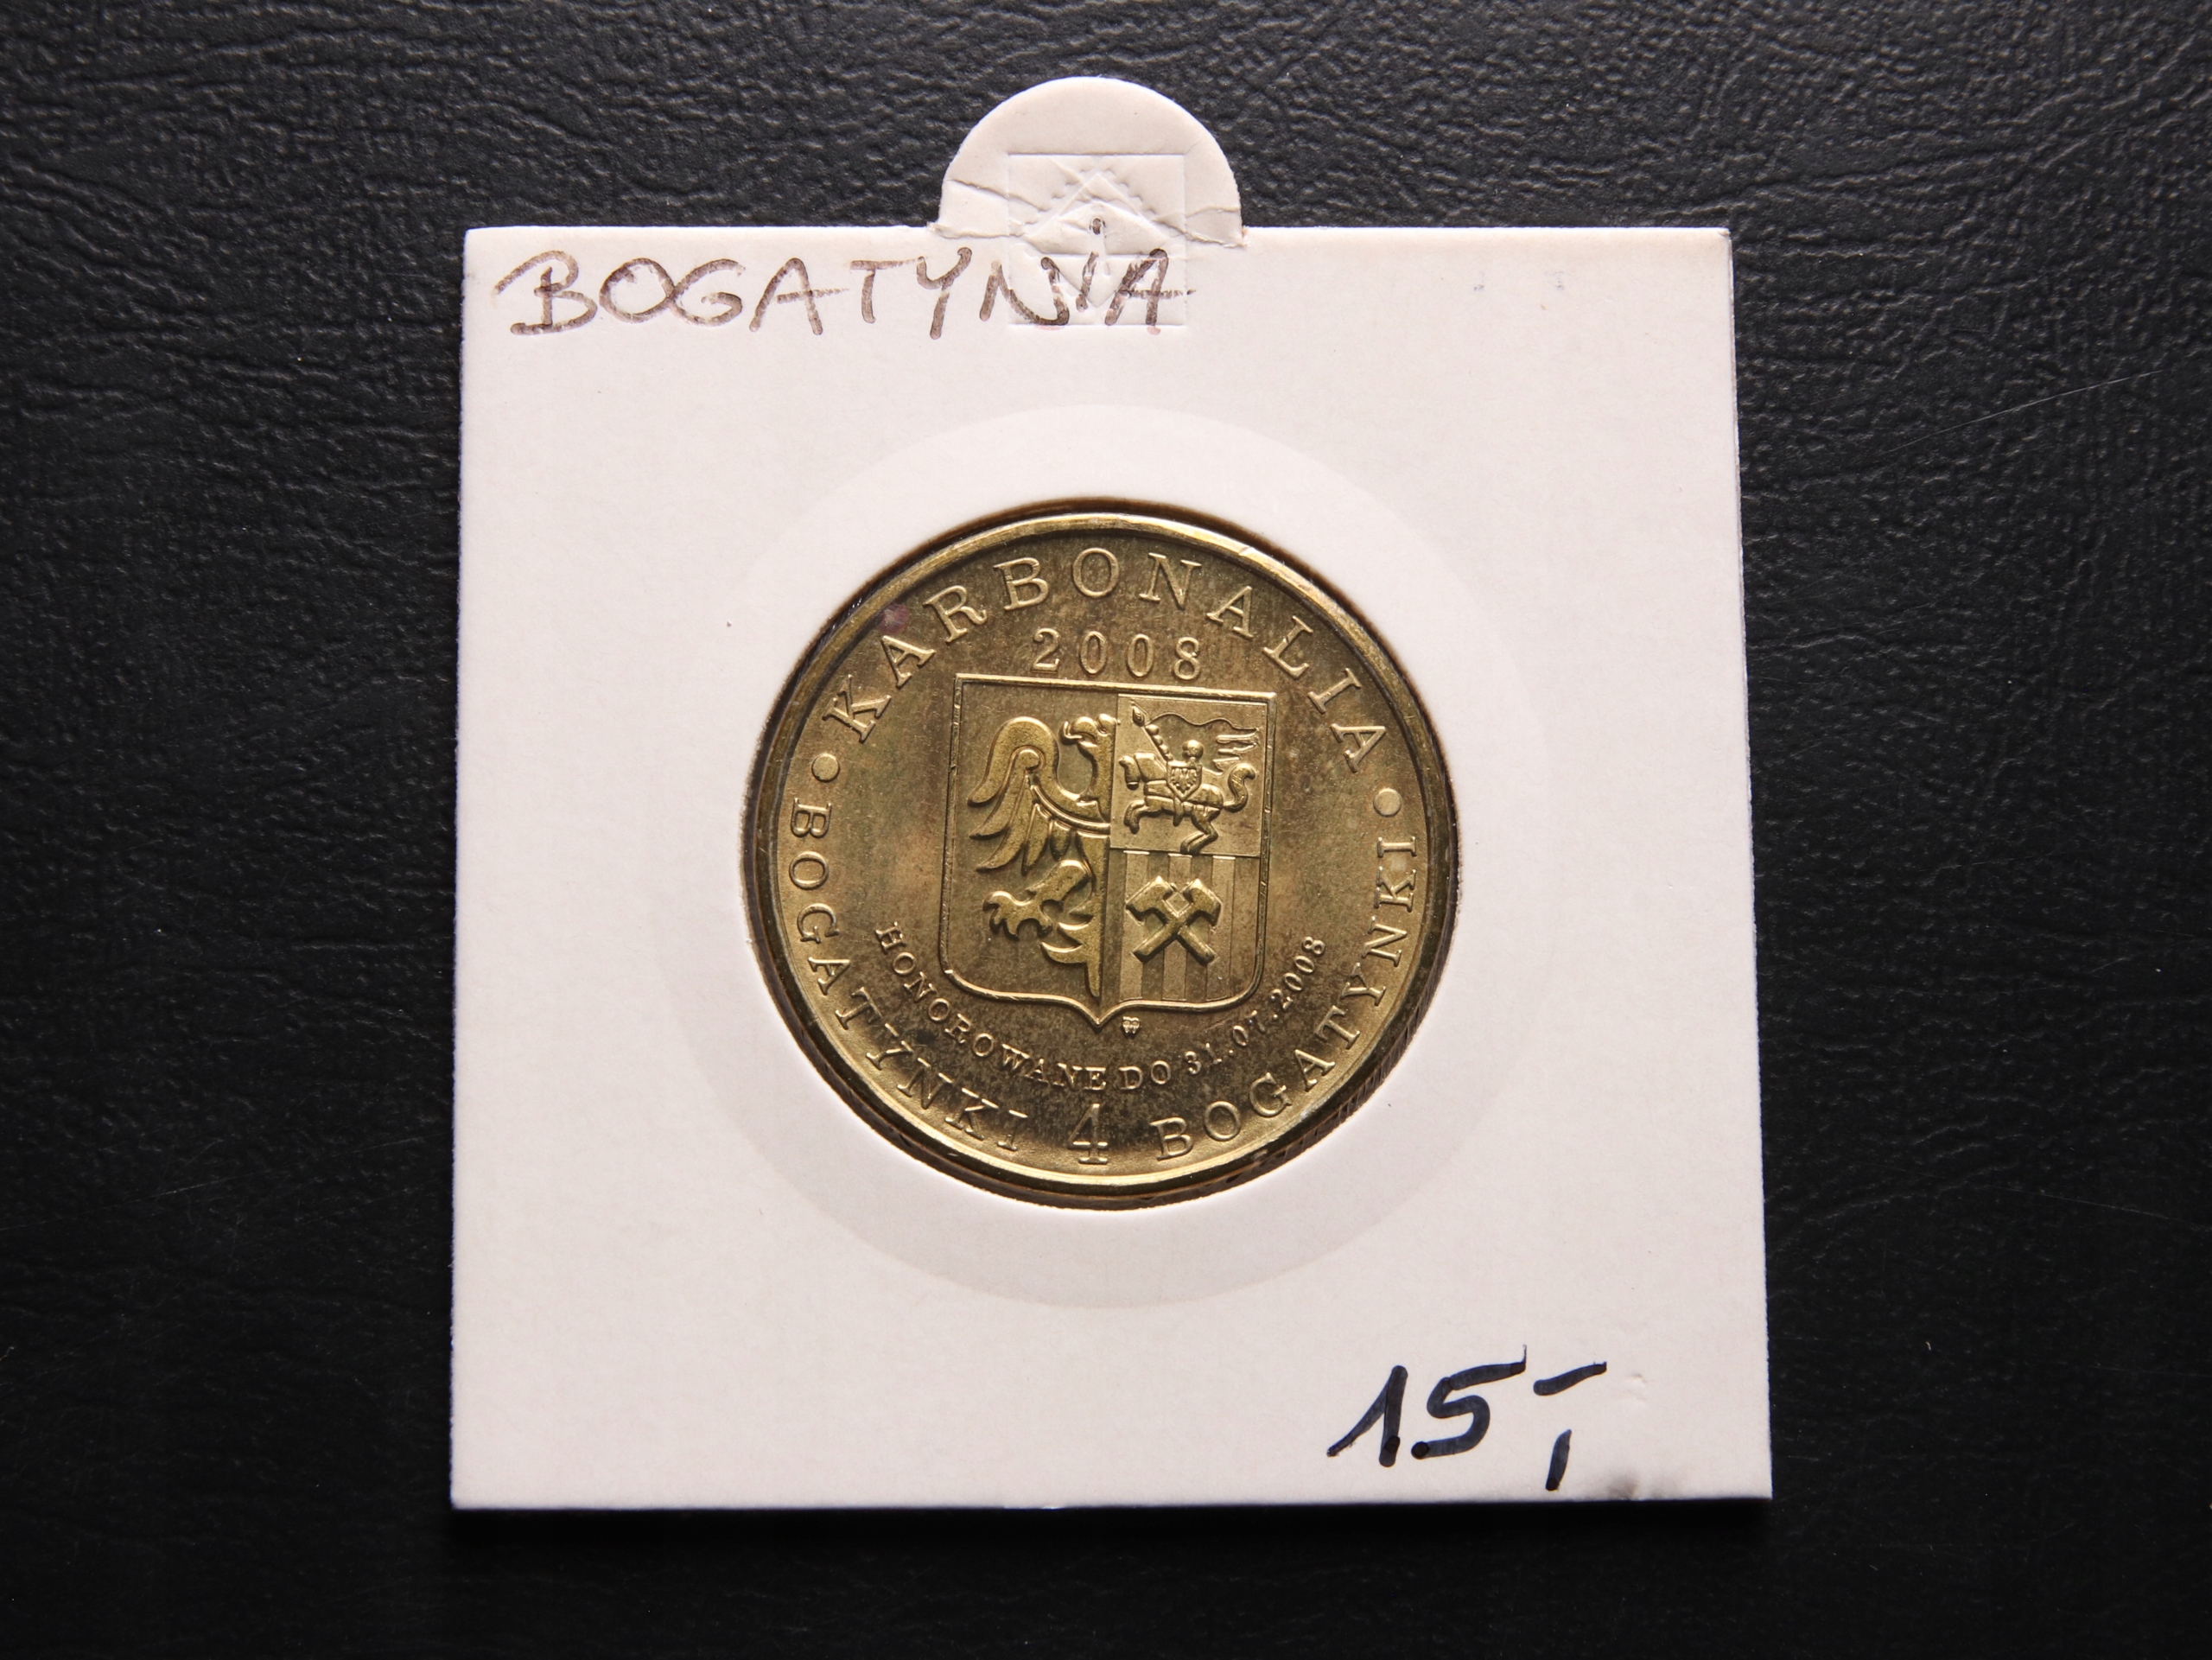 BOGATYNIA
KARBONALIA
2008
HONOROWANE DO 31.07.2008
• BOGATYNKI 4 BOGATYNKI •
15,-